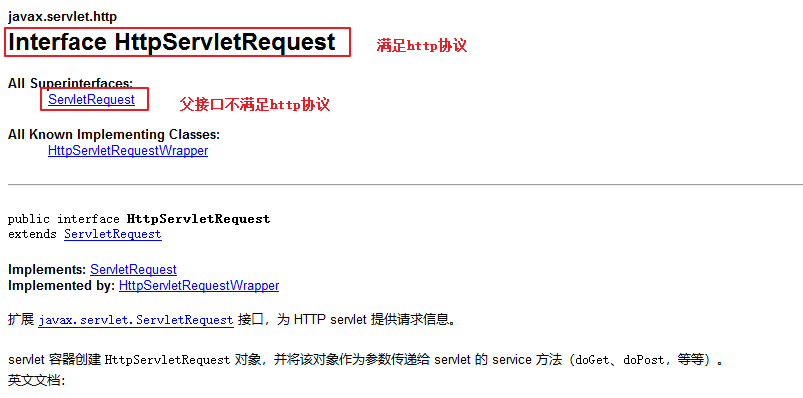 javax.servlet.http
Interface HttpServletRequest 满足http协议
All Superinterfaces:
ServletRequest 父接口不满足http协议
All Known Implementing Classes:
HttpServletRequestWrapper
public interface HttpServletRequest
extends ServletRequest
Implements: ServletRequest
Implemented by: HttpServletRequestWrapper
扩展 javax.servlet.ServletRequest 接口，为 HTTP servlet 提供请求信息。
servlet 容器创建 HttpServletRequest 对象，并将该对象作为参数传递给 servlet 的 service 方法（doGet、doPost，等等）。
英文文档：